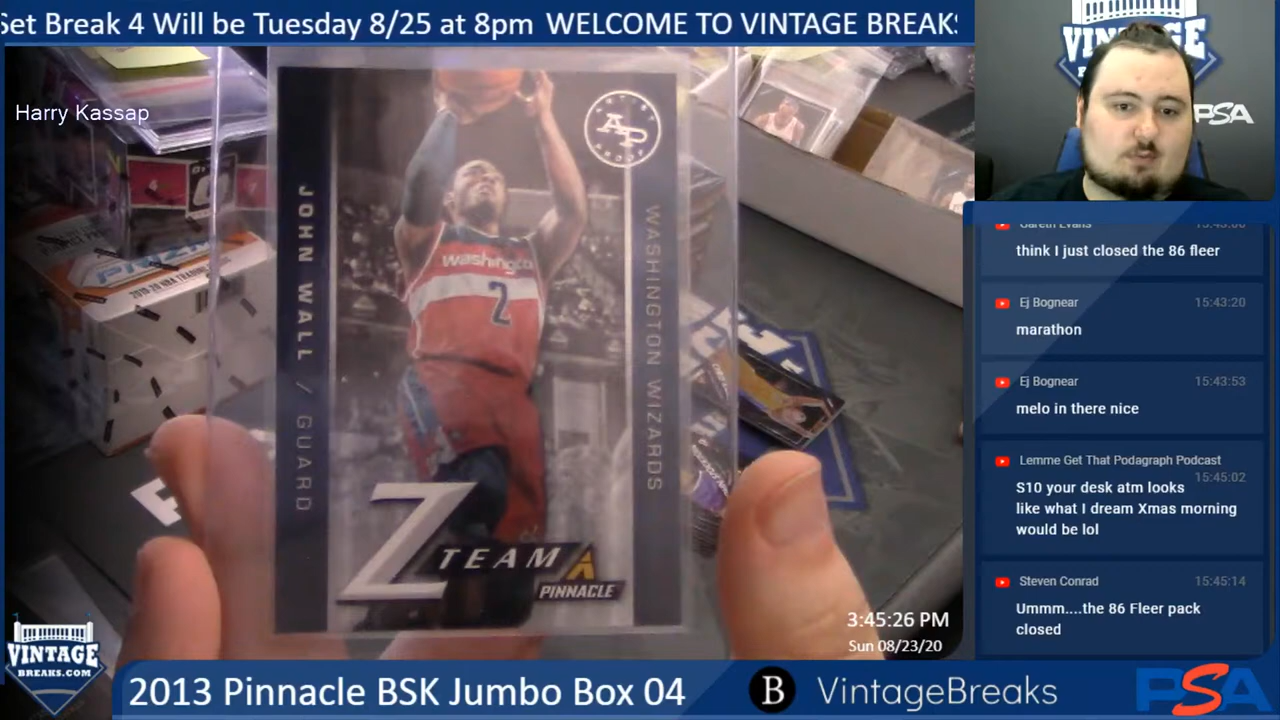 Set Break 4 Will be Tuesday 8/25 at 8pm WELCOME TO VINTAGE BREAKS
Harry Kassap
AP
PROOF
JOHN WALL / GUARD
WASHINGTON WIZARDS
washington
2
Z TEAM
PINNACLE
PRIZM
VINTAGE
PSA
Gareth Evans
think I just closed the 86 fleer
Ej Bognear 15:43:20
marathon
Ej Bognear 15:43:53
melo in there nice
Lemme Get That Podagraph Podcast
15:45:02
S10 your desk atm looks
like what I dream Xmas morning
would be lol
Steven Conrad 15:45:14
Ummm....the 86 Fleer pack
closed
3:45:26 PM
Sun 08/23/20
VINTAGE
BREAKS.COM
2013 Pinnacle BSK Jumbo Box 04
B VintageBreaks
PSA